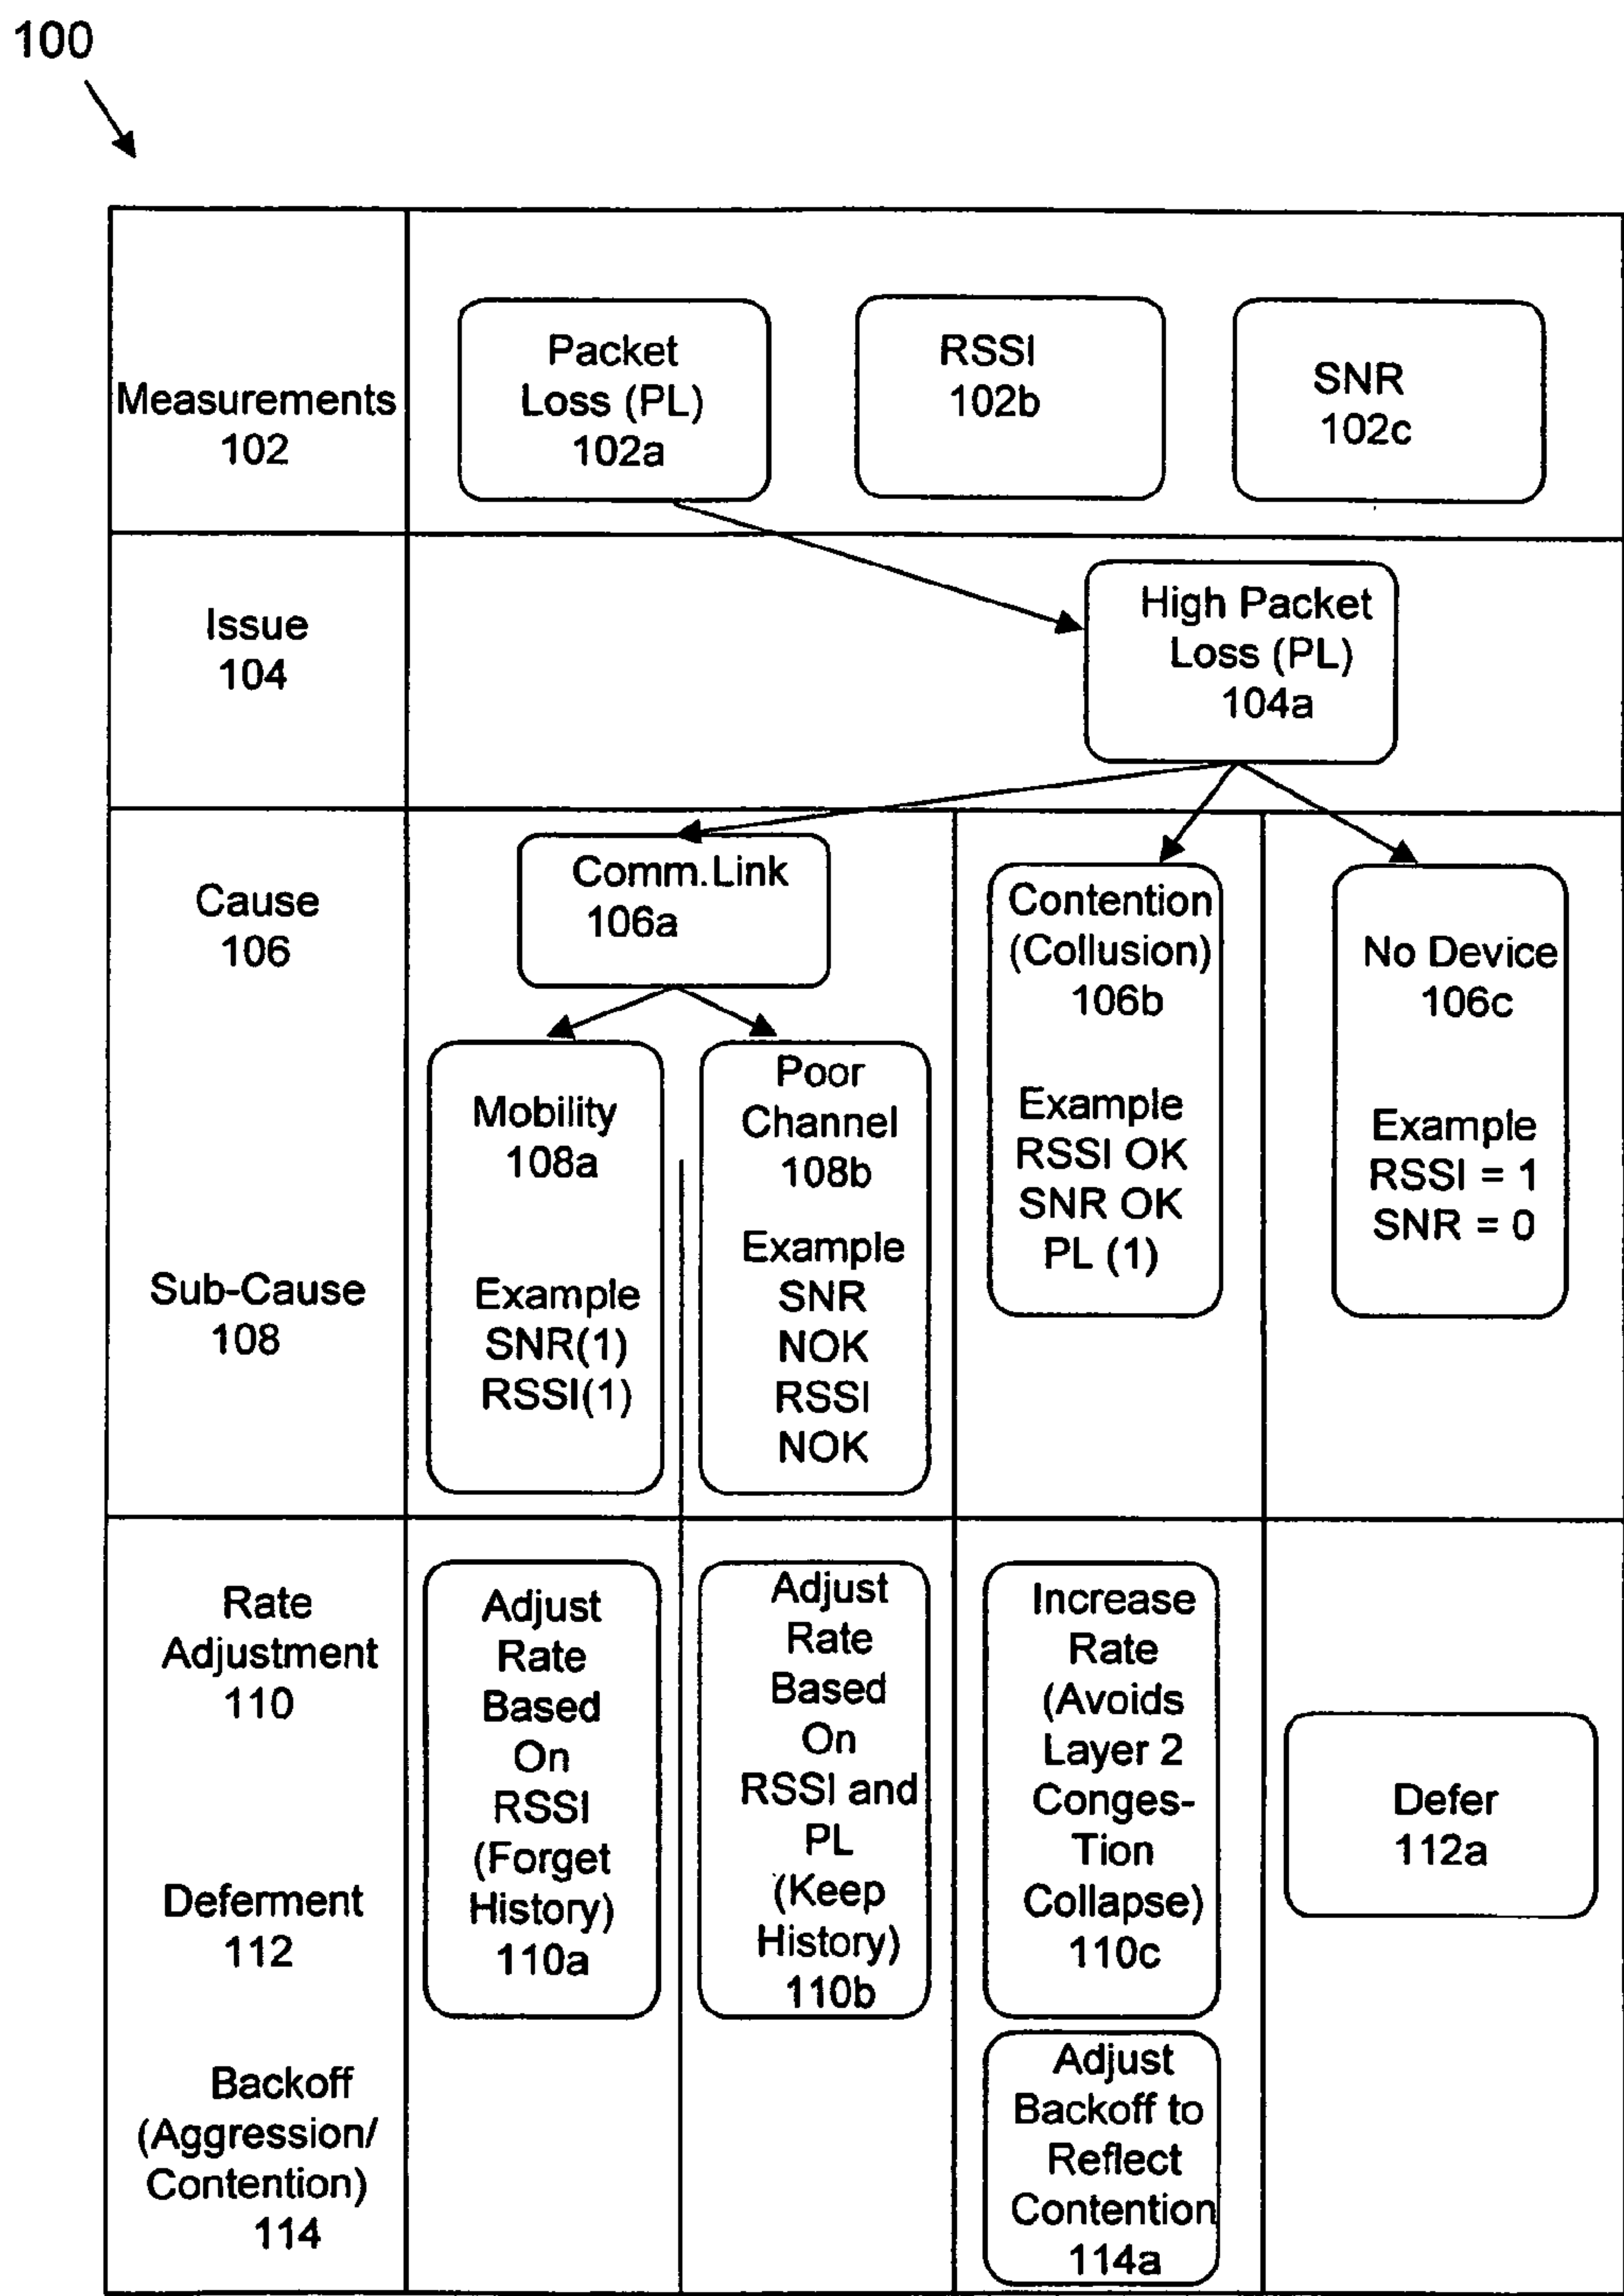 100
Measurements
102
Packet
Loss (PL)
102a
RSSI
102b
SNR
102c
Issue
104
High Packet
Loss (PL)
104a
Cause
106
Comm.Link
106a
Contention
(Collusion)
106b
Example
RSSI OK
SNR OK
PL (1)
No Device
106c
Example
RSSI = 1
SNR = 0
Sub-Cause
108
Mobility
108a
Example
SNR(1)
RSSI(1)
Poor
Channel
108b
Example
SNR
NOK
RSSI
NOK
Rate
Adjustment
110
Adjust
Rate
Based
On
RSSI
(Forget
History)
110a
Adjust
Rate
Based
On
RSSI and
PL
(Keep
History)
110b
Increase
Rate
(Avoids
Layer 2
Conges-
Tion
Collapse)
110c
Deferment
112
Defer
112a
Backoff
(Aggression/
Contention)
114
Adjust
Backoff to
Reflect
Contention
114a